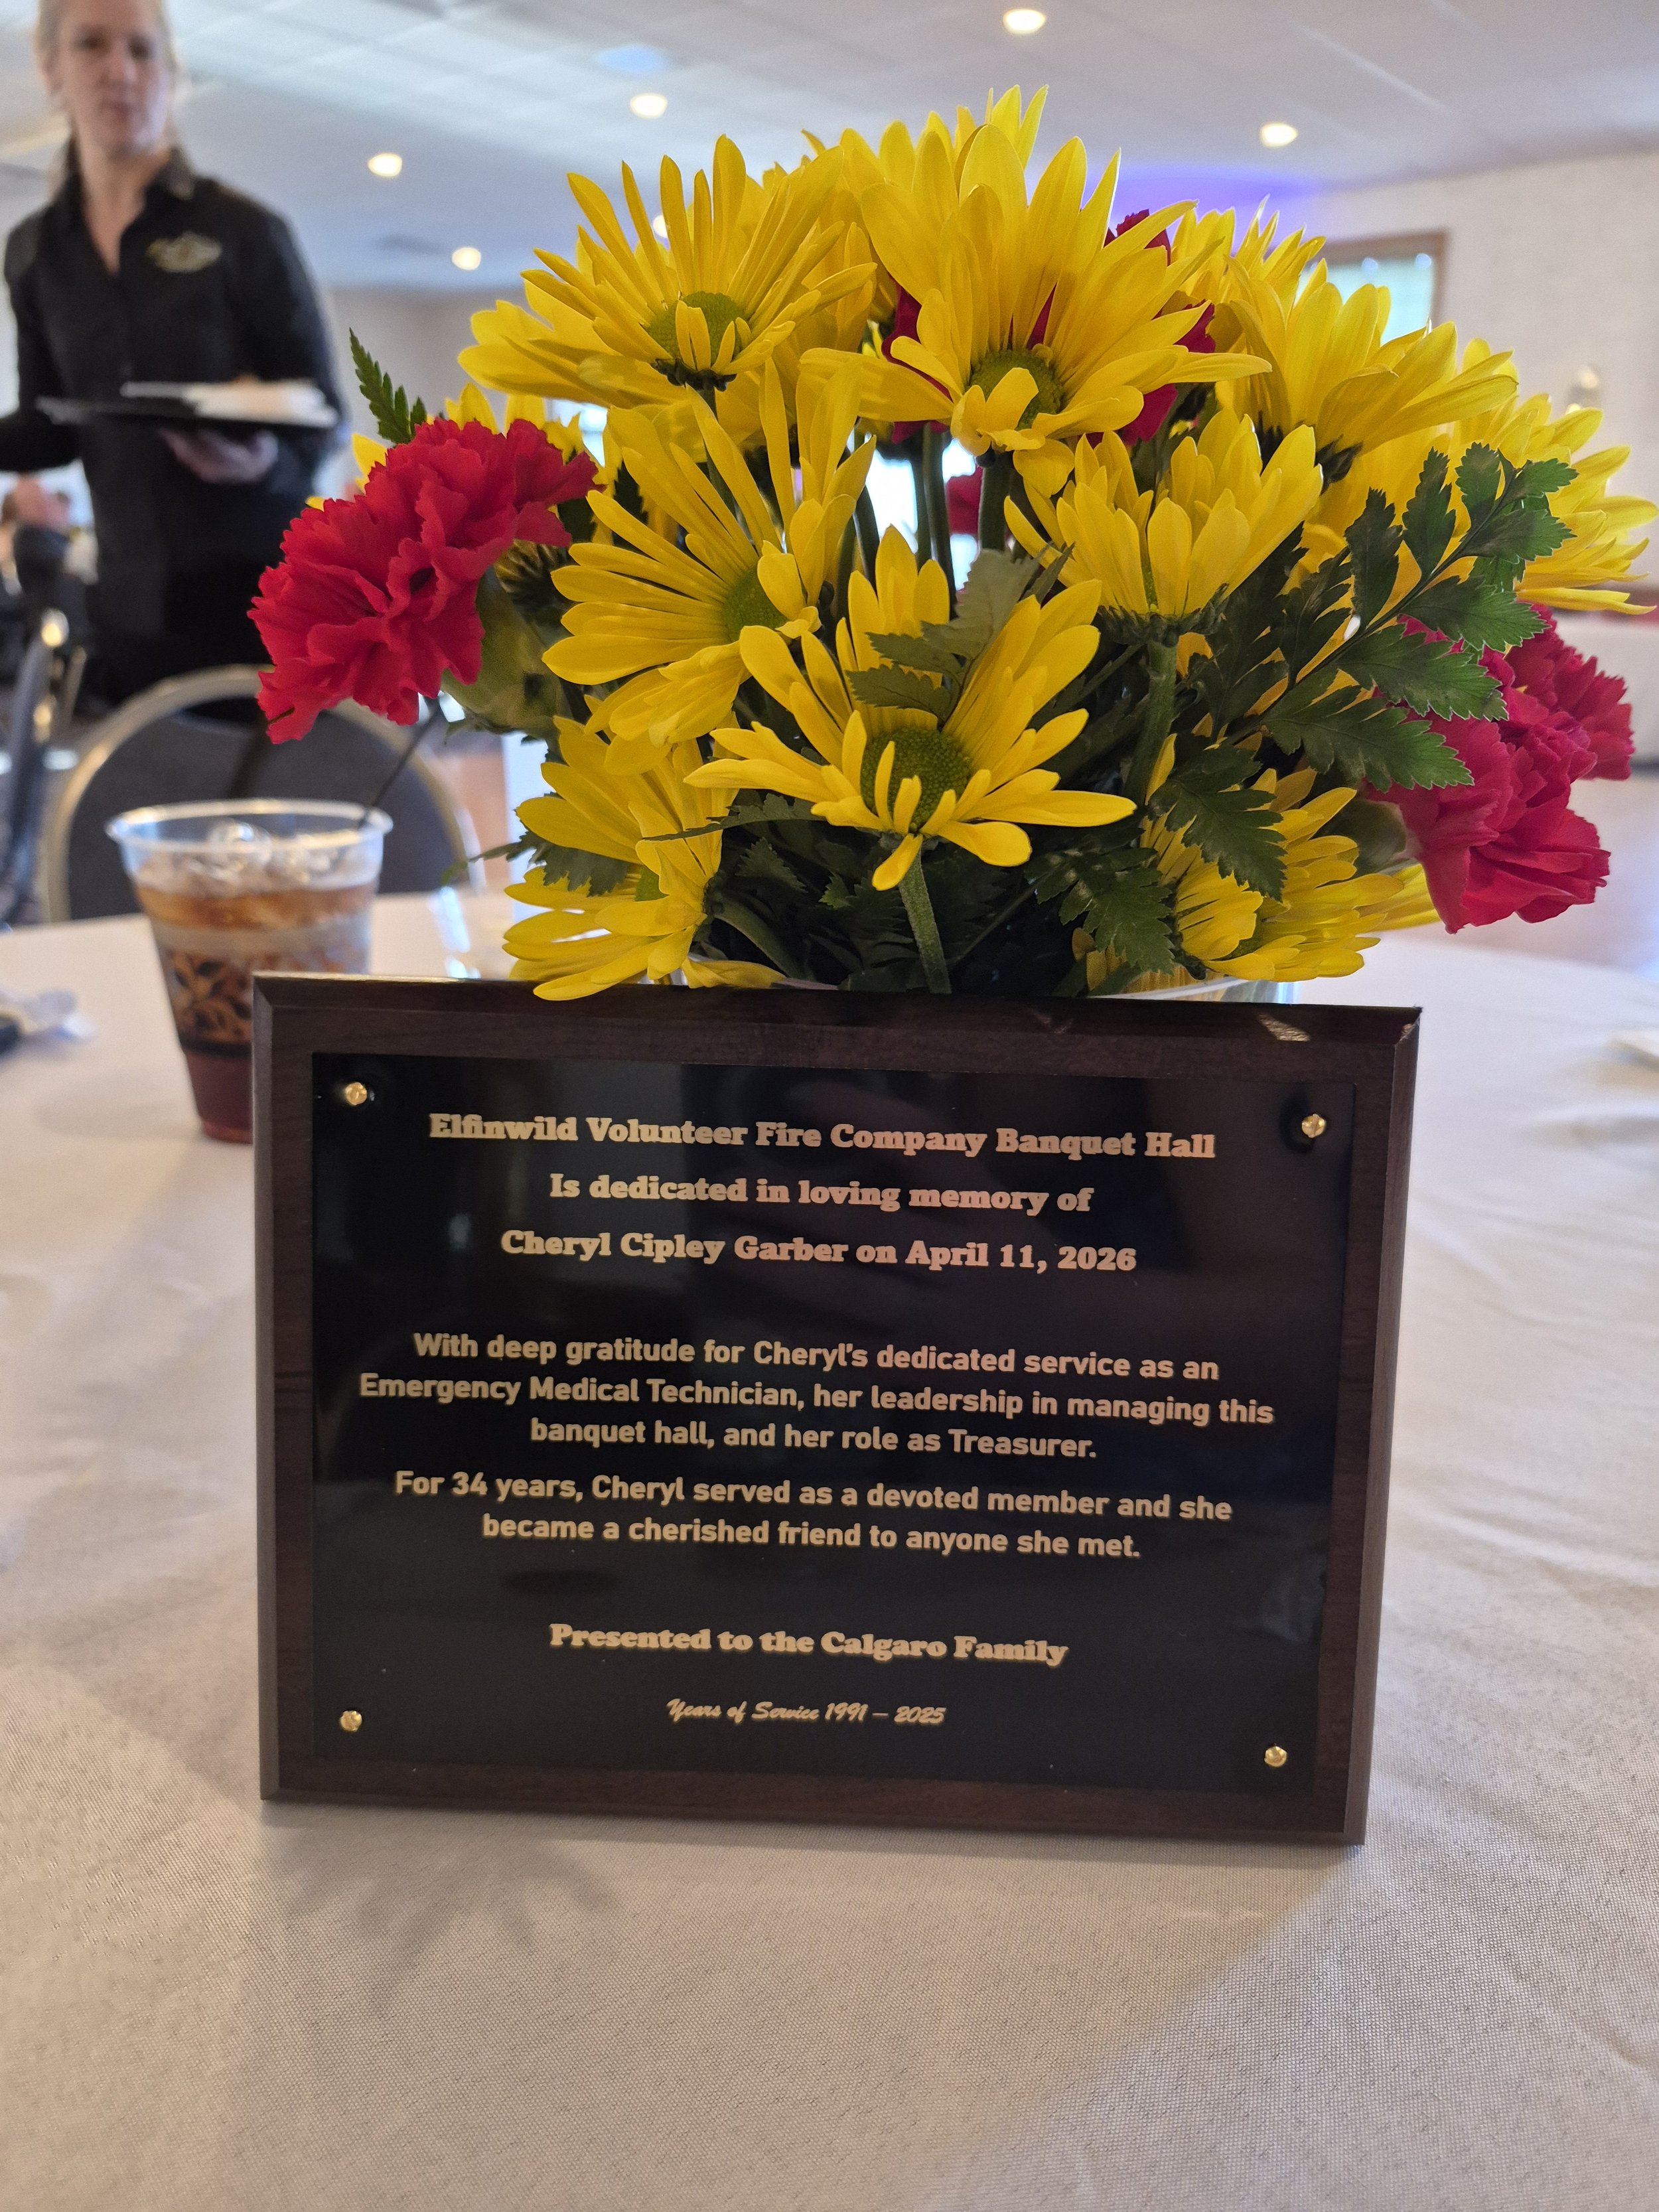 Elfinwild Volunteer Fire Company Banquet Hall
Is dedicated in loving memory of
Cheryl Cipley Garber on April 11, 2026
With deep gratitude for Cheryl's dedicated service as an
Emergency Medical Technician, her leadership in managing this
banquet hall, and her role as Treasurer.
For 34 years, Cheryl served as a devoted member and she
became a cherished friend to anyone she met.
Presented to the Calgaro Family
Years of Service 1991 – 2025